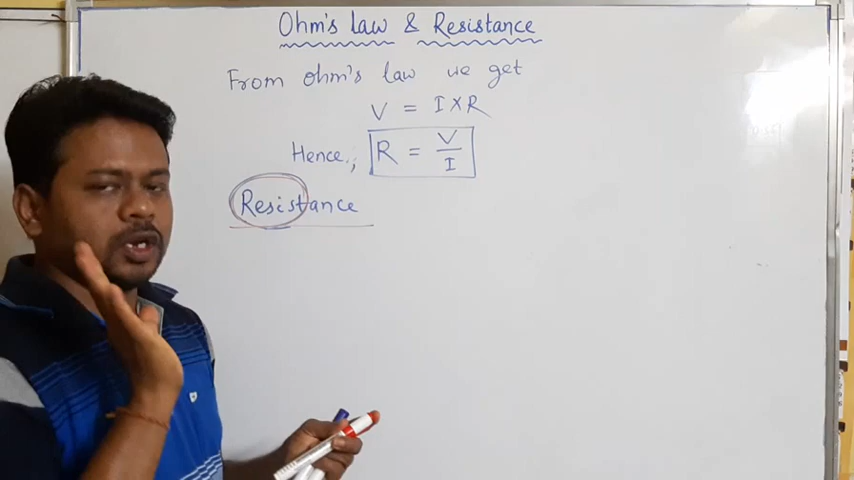 Ohm's Law & Resistance
From ohm's law we get
V = I X R
Hence,; R = V/I
Resistance